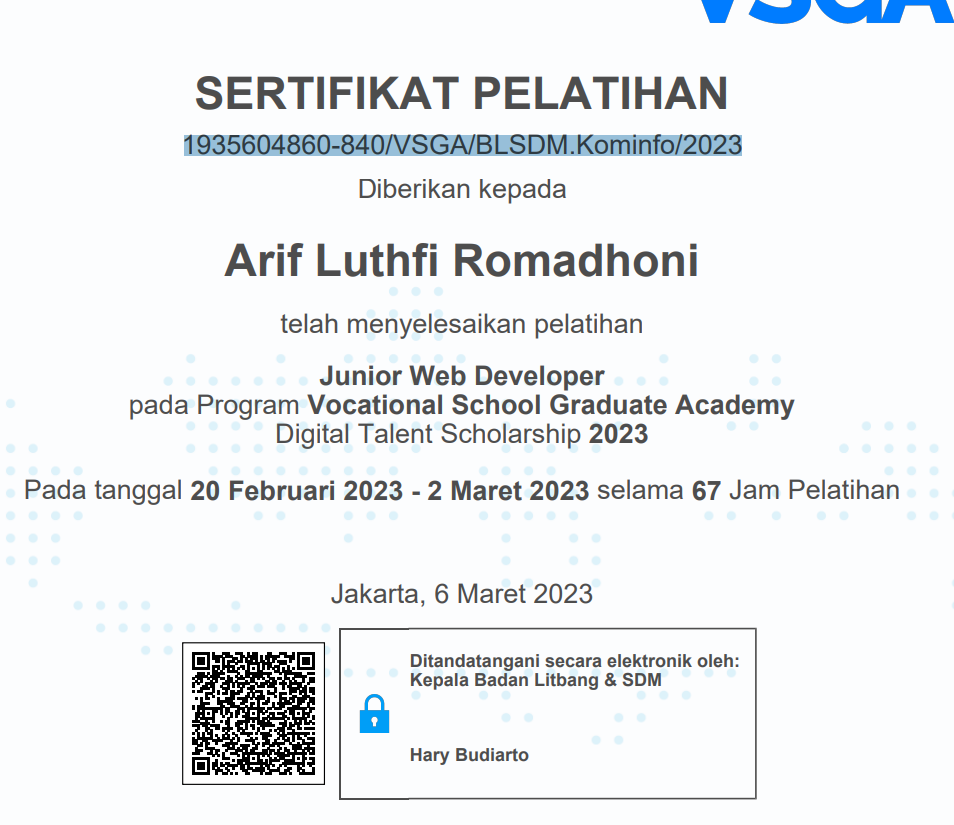 VSGA
SERTIFIKAT PELATIHAN
1935604860-840/VSGA/BLSDM.Kominfo/2023
Diberikan kepada
Arif Luthfi Romadhoni
telah menyelesaikan pelatihan
Junior Web Developer
pada Program Vocational School Graduate Academy
Digital Talent Scholarship 2023
Pada tanggal 20 Februari 2023 - 2 Maret 2023 selama 67 Jam Pelatihan
Jakarta, 6 Maret 2023
Ditandatangani secara elektronik oleh:
Kepala Badan Litbang & SDM
Hary Budiarto